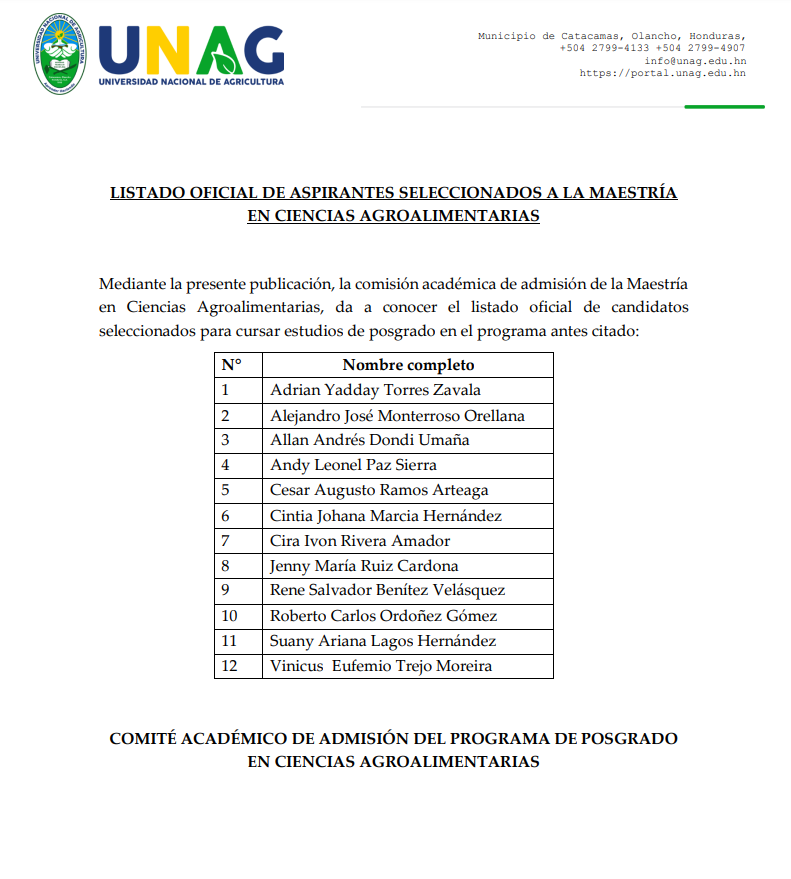 UNIVERSIDAD NACIONAL DE AGRICULTURA
UNAG
UNIVERSIDAD NACIONAL DE AGRICULTURA
Municipio de Catacamas, Olancho, Honduras,
+504 2799-4133 +504 2799-4907
info@unag.edu.hn
https://portal.unag.edu.hn
LISTADO OFICIAL DE ASPIRANTES SELECCIONADOS A LA MAESTRÍA
EN CIENCIAS AGROALIMENTARIAS
Mediante la presente publicación, la comisión académica de admisión de la Maestría
en Ciencias Agroalimentarias, da a conocer el listado oficial de candidatos
seleccionados para cursar estudios de posgrado en el programa antes citado:
N° Nombre completo
1 Adrian Yadday Torres Zavala
2 Alejandro José Monterroso Orellana
3 Allan Andrés Dondi Umaña
4 Andy Leonel Paz Sierra
5 Cesar Augusto Ramos Arteaga
6 Cintia Johana Marcia Hernández
7 Cira Ivon Rivera Amador
8 Jenny María Ruiz Cardona
9 Rene Salvador Benítez Velásquez
10 Roberto Carlos Ordoñez Gómez
11 Suany Ariana Lagos Hernández
12 Vinicus  Eufemio Trejo Moreira
COMITÉ ACADÉMICO DE ADMISIÓN DEL PROGRAMA DE POSGRADO
EN CIENCIAS AGROALIMENTARIAS